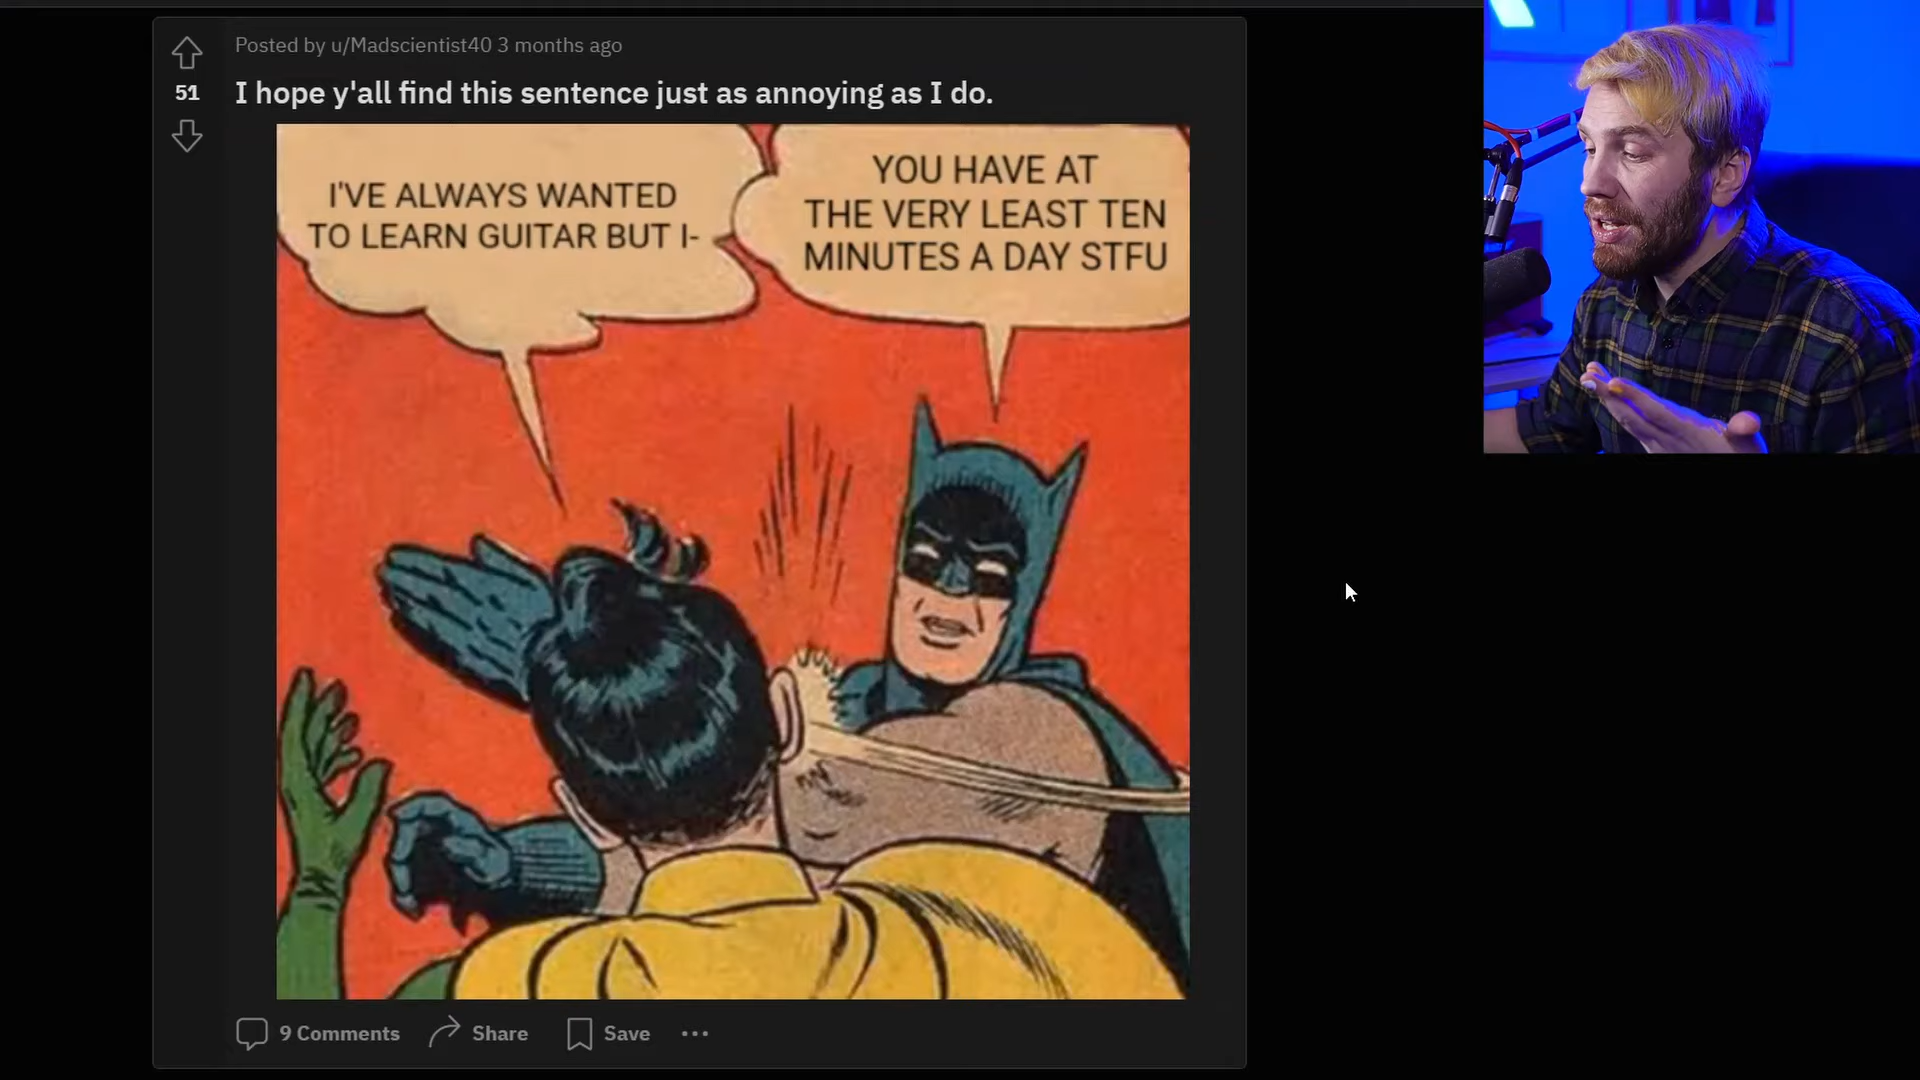 Posted by u/Madscientist40 3 months ago
51
I hope y'all find this sentence just as annoying as I do.
I'VE ALWAYS WANTED
TO LEARN GUITAR BUT I-
YOU HAVE AT
THE VERY LEAST TEN
MINUTES A DAY STFU
9 Comments
Share
Save